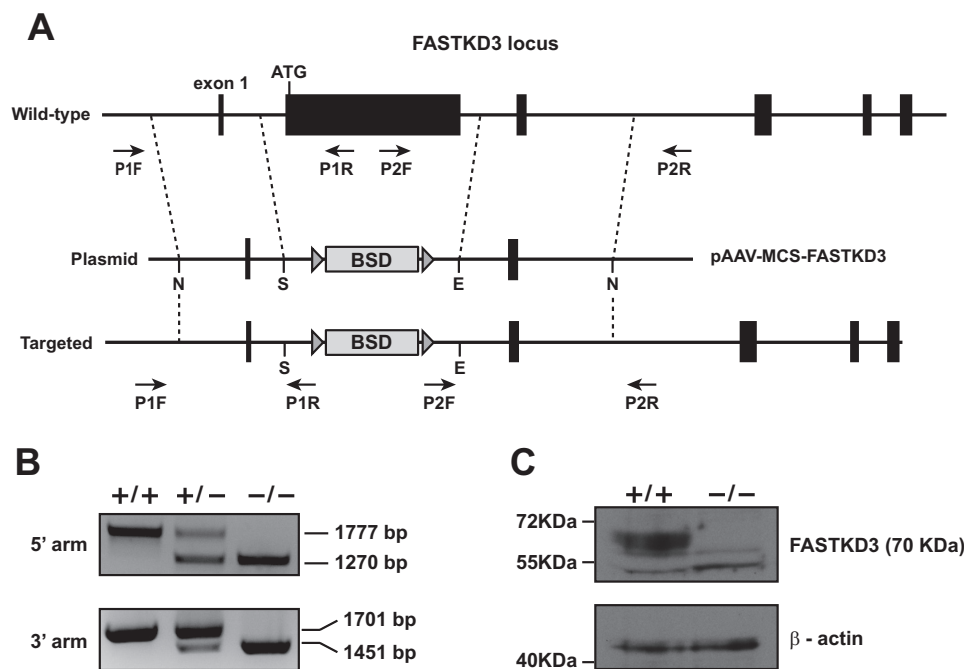 A
FASTKD3 locus
exon 1
ATG
Wild-type
P1F
P1R
P2F
P2R
Plasmid
BSD
pAAV-MCS-FASTKD3
N
S
E
N
Targeted
BSD
S
E
P1F
P1R
P2F
P2R
B
+/+ +/− −/−
5' arm
1777 bp
1270 bp
3' arm
1701 bp
1451 bp
C
+/+ −/−
72KDa
55KDa
FASTKD3 (70 KDa)
β - actin
40KDa